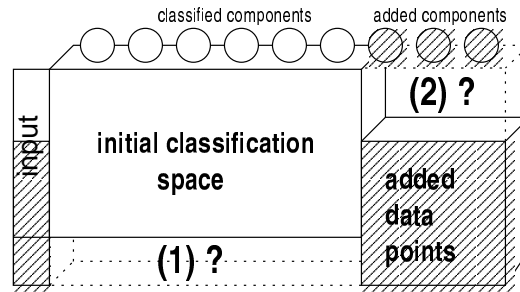 classified components
added components
(2) ?
input
initial classification
space
added
data
points
(1) ?